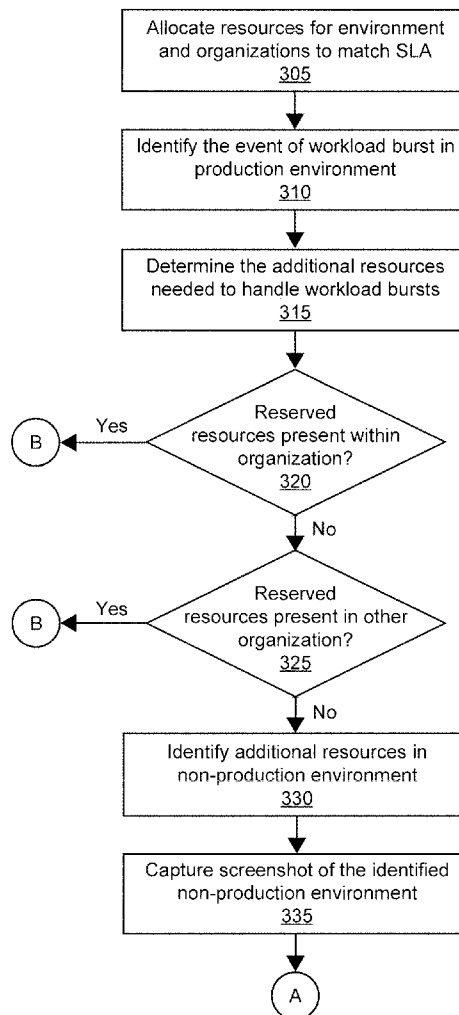 Allocate resources for environment
and organizations to match SLA
305
Identify the event of workload burst in
production environment
310
Determine the additional resources
needed to handle workload bursts
315
Reserved
resources present within
organization?
320
Yes
B
No
Reserved
resources present in other
organization?
325
Yes
B
No
Identify additional resources in
non-production environment
330
Capture screenshot of the identified
non-production environment
335
A